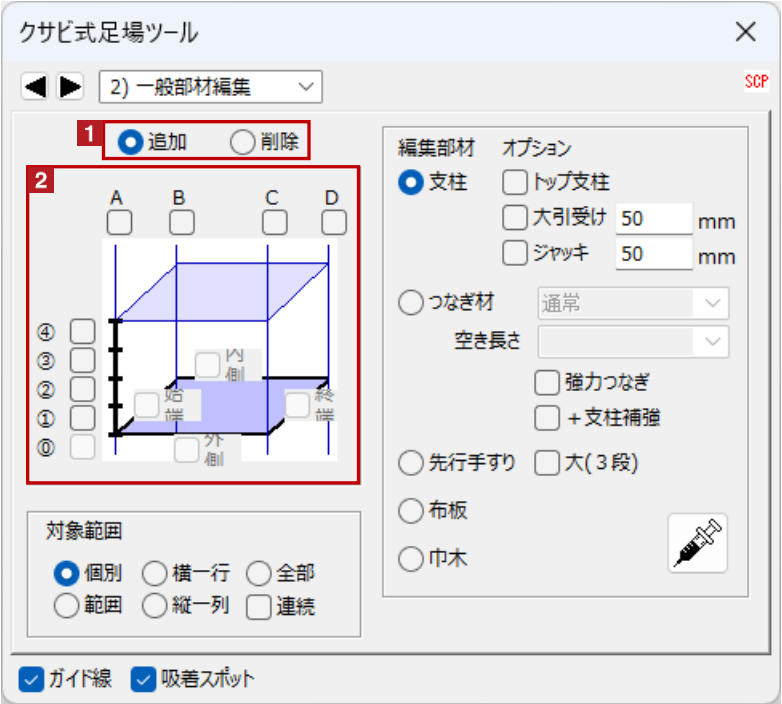 クサビ式足場ツール
2) 一般部材編集
SCP
1
追加 削除
2
A B C D
④
③
②
①
⓪
内側
始端
終端
外側
対象範囲
個別 横一行 全部
範囲 縦一列 連続
編集部材 オプション
支柱 トップ支柱
大引受け 50 mm
ジャッキ 50 mm
つなぎ材 通常
空き長さ
強力つなぎ
+支柱補強
先行手すり 大(3段)
布板
巾木
ガイド線 吸着スポット